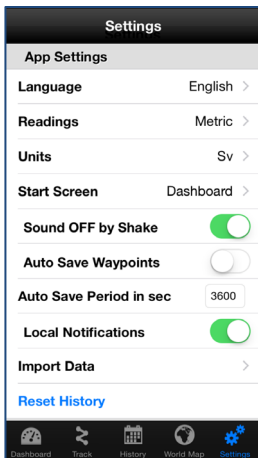 Settings
App Settings
Language English
Readings Metric
Units Sv
Start Screen Dashboard
Sound OFF by Shake
Auto Save Waypoints
Auto Save Period in sec 3600
Local Notifications
Import Data
Reset History
Dashboard Track History World Map Settings